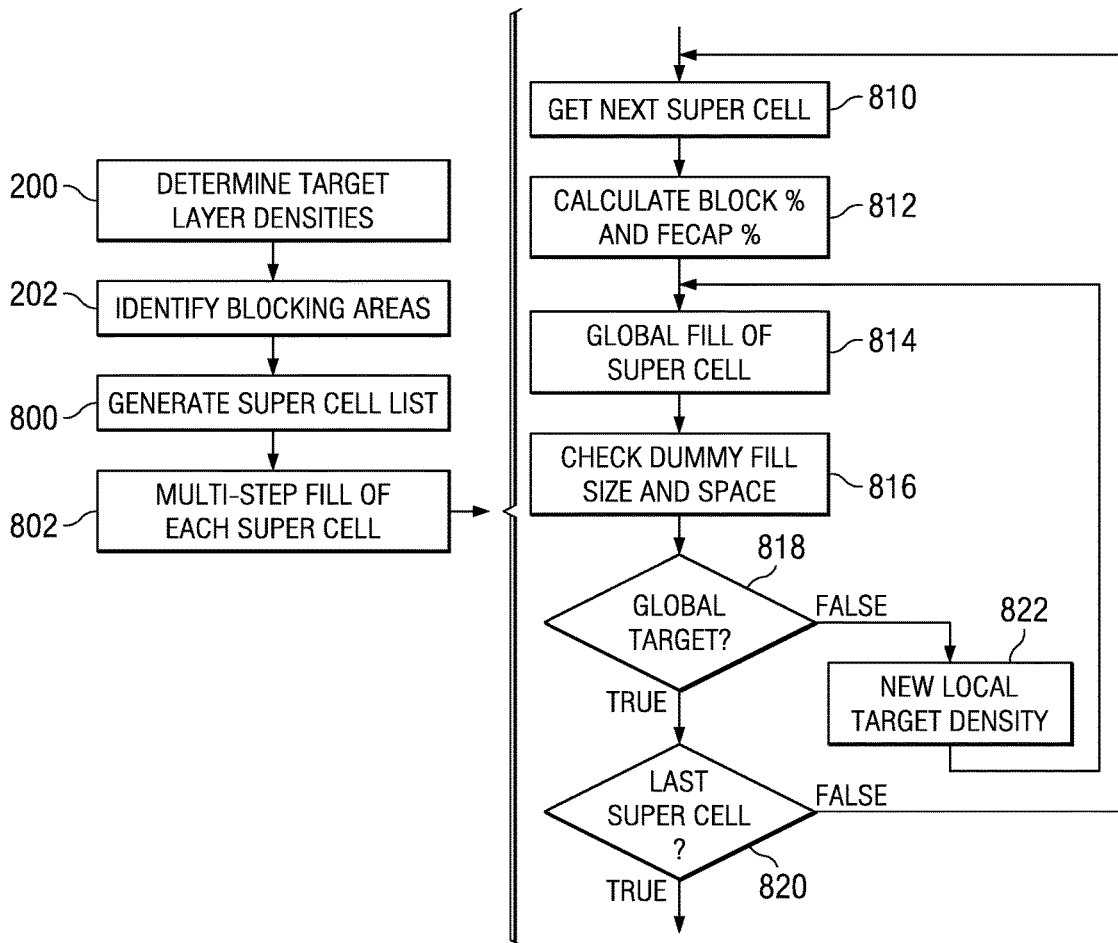 200
DETERMINE TARGET
LAYER DENSITIES
202
IDENTIFY BLOCKING AREAS
800
GENERATE SUPER CELL LIST
802
MULTI-STEP FILL OF
EACH SUPER CELL
GET NEXT SUPER CELL
810
CALCULATE BLOCK %
AND FECAP %
812
GLOBAL FILL OF
SUPER CELL
814
CHECK DUMMY FILL
SIZE AND SPACE
816
818
GLOBAL
TARGET?
FALSE
TRUE
822
NEW LOCAL
TARGET DENSITY
LAST
SUPER CELL
?
FALSE
820
TRUE